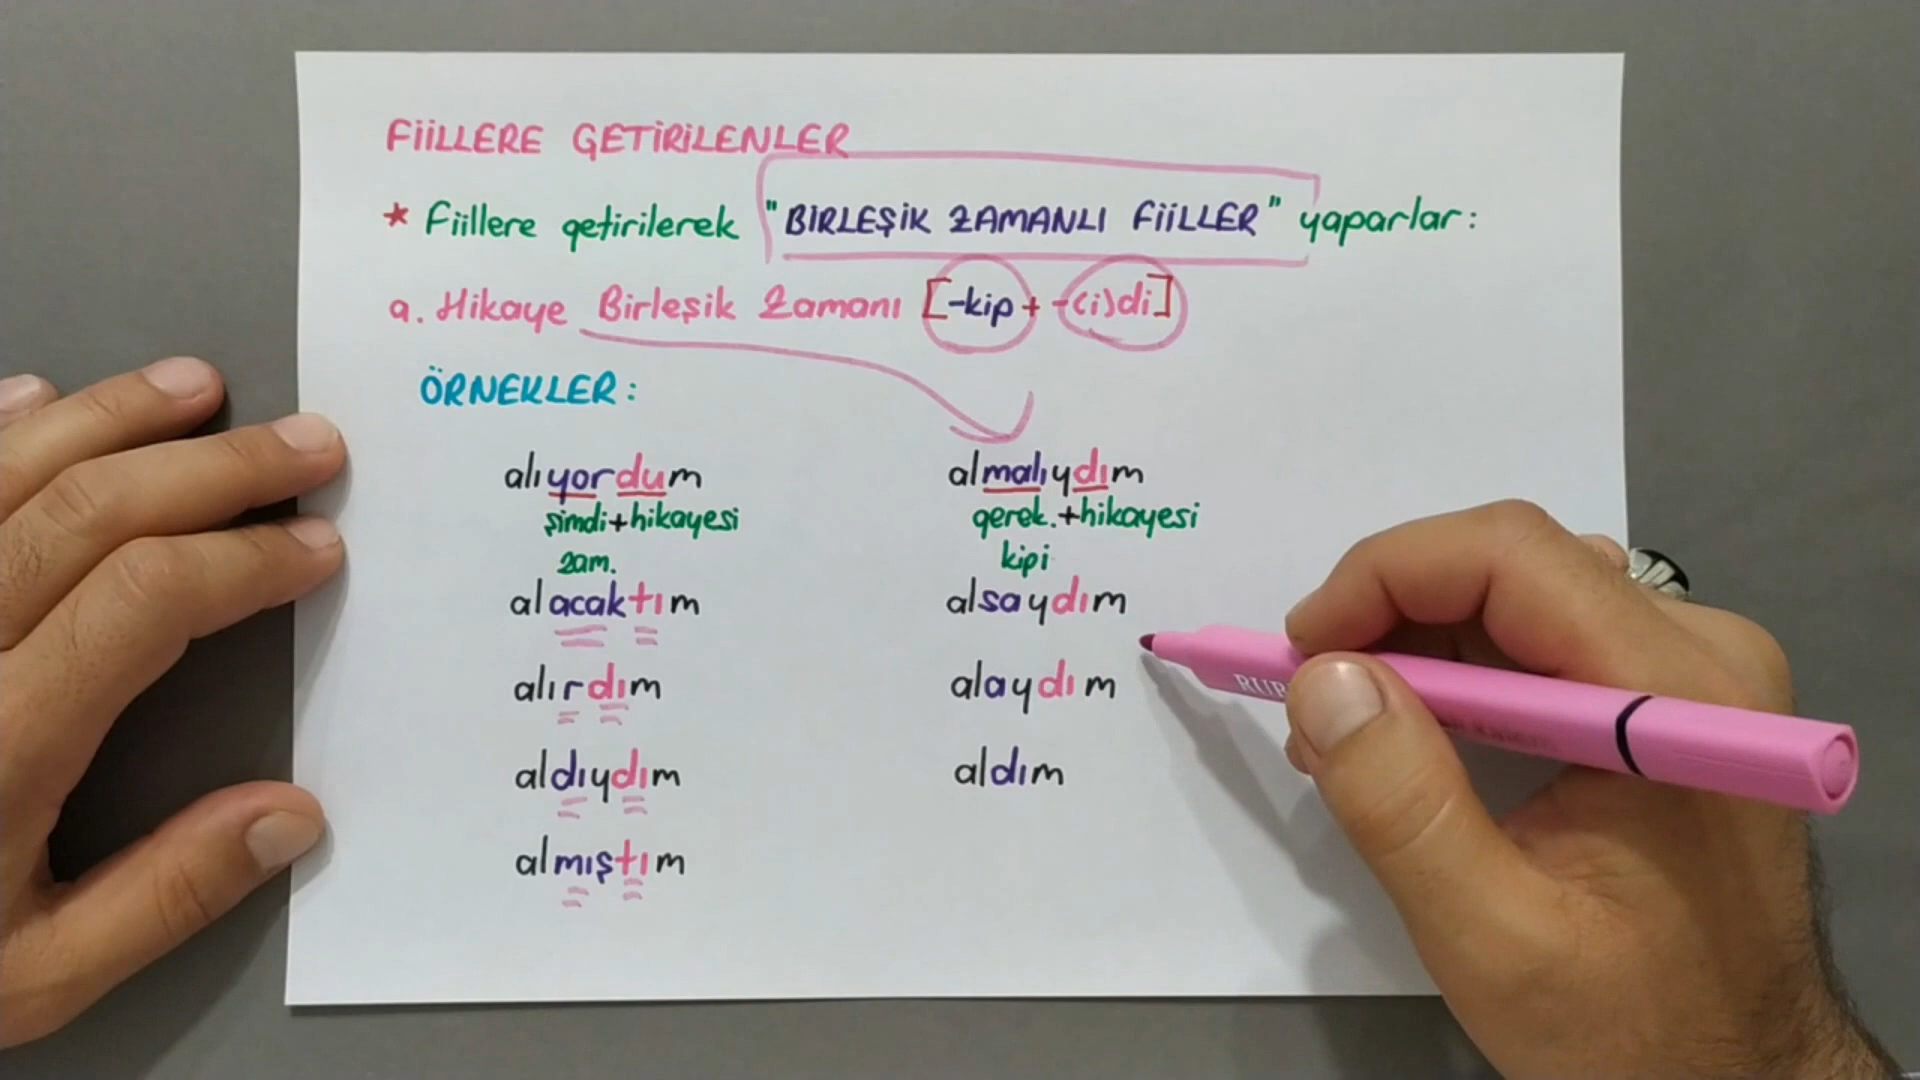 FİİLLERE GETİRİLENLER
* Fiillere getirilerek "BİRLEŞİK ZAMANLI FİİLLER" yaparlar:
a. Hikaye Birleşik Zamanı [-kip + -(i)di]
ÖRNEKLER:
alıyordum
şimdi+hikayesi
zam.
alacaktım
alırdım
aldıydım
almıştım
almalıydım
gerek.+hikayesi
kipi
alsaydım
alaydım
aldım